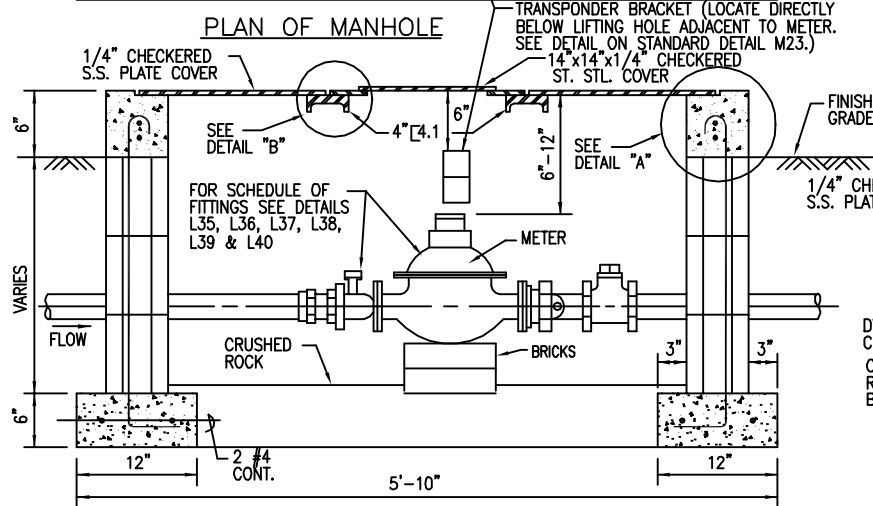 PLAN OF MANHOLE
TRANSPONDER BRACKET (LOCATE DIRECTLY
BELOW LIFTING HOLE ADJACENT TO METER.
SEE DETAIL ON STANDARD DETAIL M23.)
1/4" CHECKERED
S.S. PLATE COVER
14"x14"x1/4" CHECKERED
ST. STL. COVER
6"
SEE
DETAIL "B"
4"[4.1
6"
6"-12"
SEE
DETAIL "A"
FINISH
GRADE
1/4" CH
S.S. PLAT
FOR SCHEDULE OF
FITTINGS SEE DETAILS
L35, L36, L37, L38,
L39 & L40
METER
VARIES
FLOW
CRUSHED
ROCK
BRICKS
3"
3"
D
C
C
R
B
6"
2 #4
CONT.
12"
12"
5'-10"